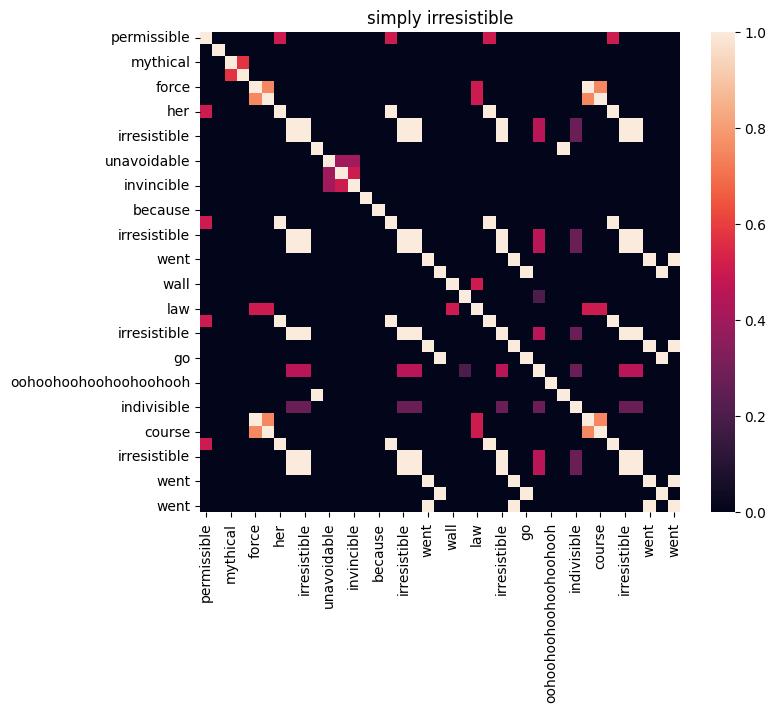 simply irresistible
permissible
mythical
force
her
irresistible
unavoidable
invincible
because
irresistible
went
wall
law
irresistible
go
oohoohoohoohoohoohooh
indivisible
course
irresistible
went
went
1.0
0.8
0.6
0.4
0.2
0.0
permissible
mythical
force
her
irresistible
unavoidable
invincible
because
irresistible
went
wall
law
irresistible
go
oohoohoohoohoohoohooh
indivisible
course
irresistible
went
went